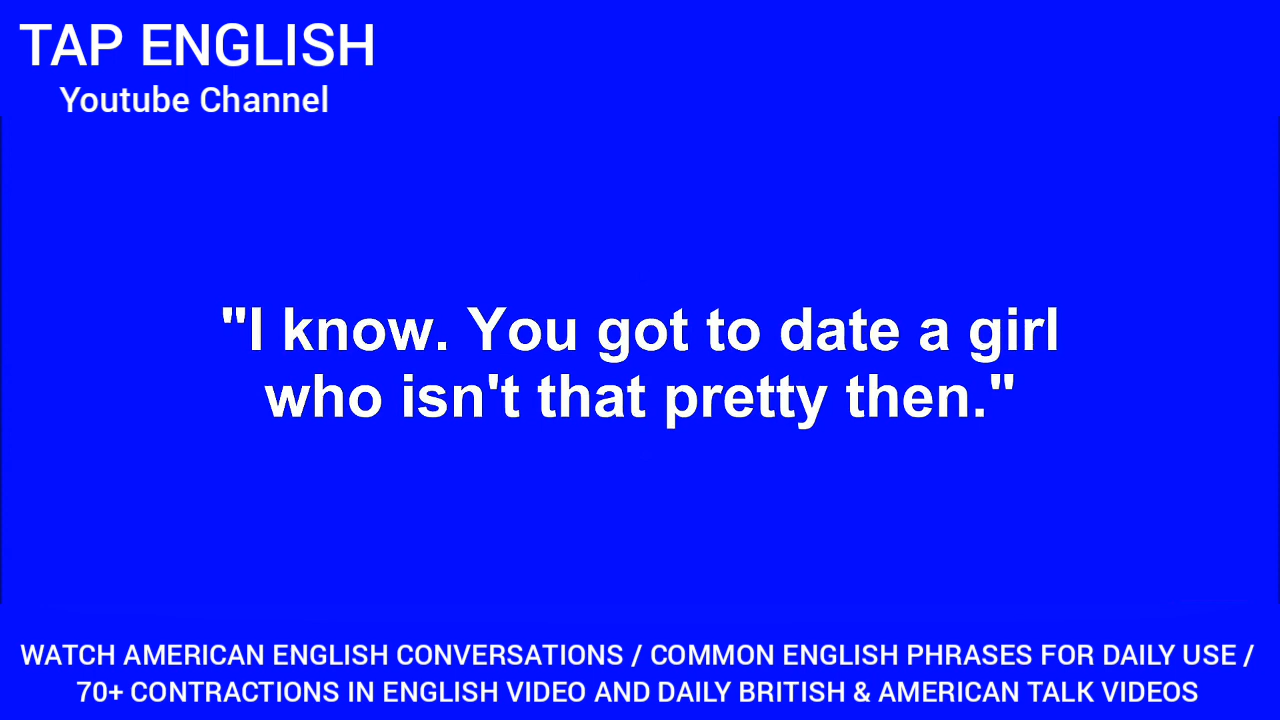 TAP ENGLISH
Youtube Channel
"I know. You got to date a girl
who isn't that pretty then."
WATCH AMERICAN ENGLISH CONVERSATIONS / COMMON ENGLISH PHRASES FOR DAILY USE /
70+ CONTRACTIONS IN ENGLISH VIDEO AND DAILY BRITISH & AMERICAN TALK VIDEOS